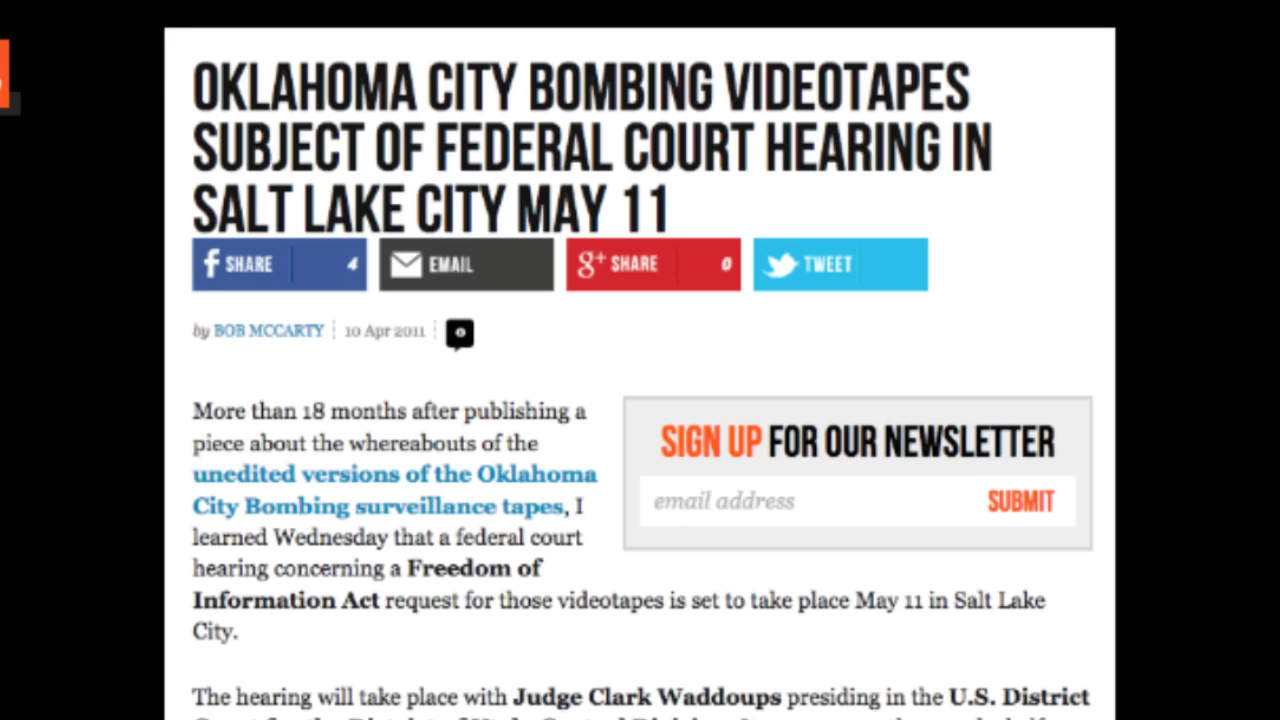 OKLAHOMA CITY BOMBING VIDEOTAPES
SUBJECT OF FEDERAL COURT HEARING IN
SALT LAKE CITY MAY 11
f SHARE 4
EMAIL
g+ SHARE 0
TWEET
by BOB MCCARTY 10 Apr 2011 0
More than 18 months after publishing a
piece about the whereabouts of the
unedited versions of the Oklahoma
City Bombing surveillance tapes, I
learned Wednesday that a federal court
hearing concerning a Freedom of
Information Act request for those videotapes is set to take place May 11 in Salt Lake
City.
SIGN UP FOR OUR NEWSLETTER
email address SUBMIT
The hearing will take place with Judge Clark Waddoups presiding in the U.S. District